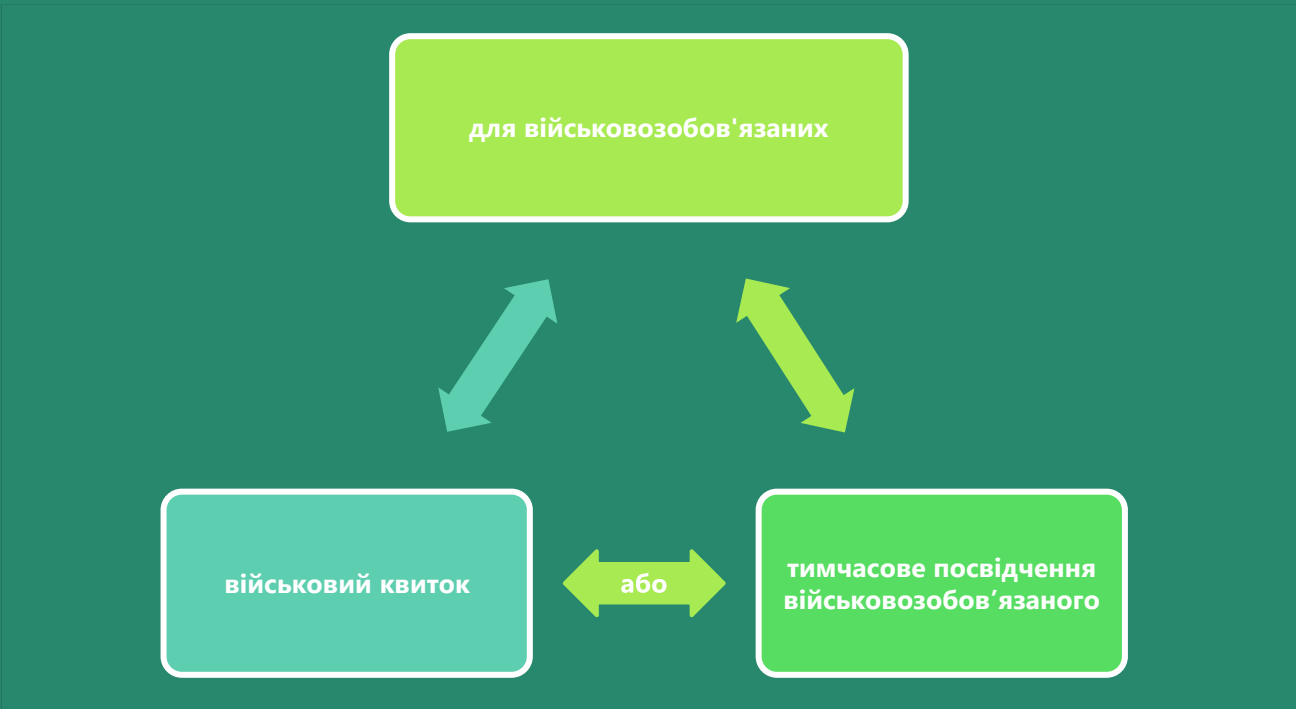 для військовозобов'язаних
військовий квиток
або
тимчасове посвідчення
військовозобов’язаного